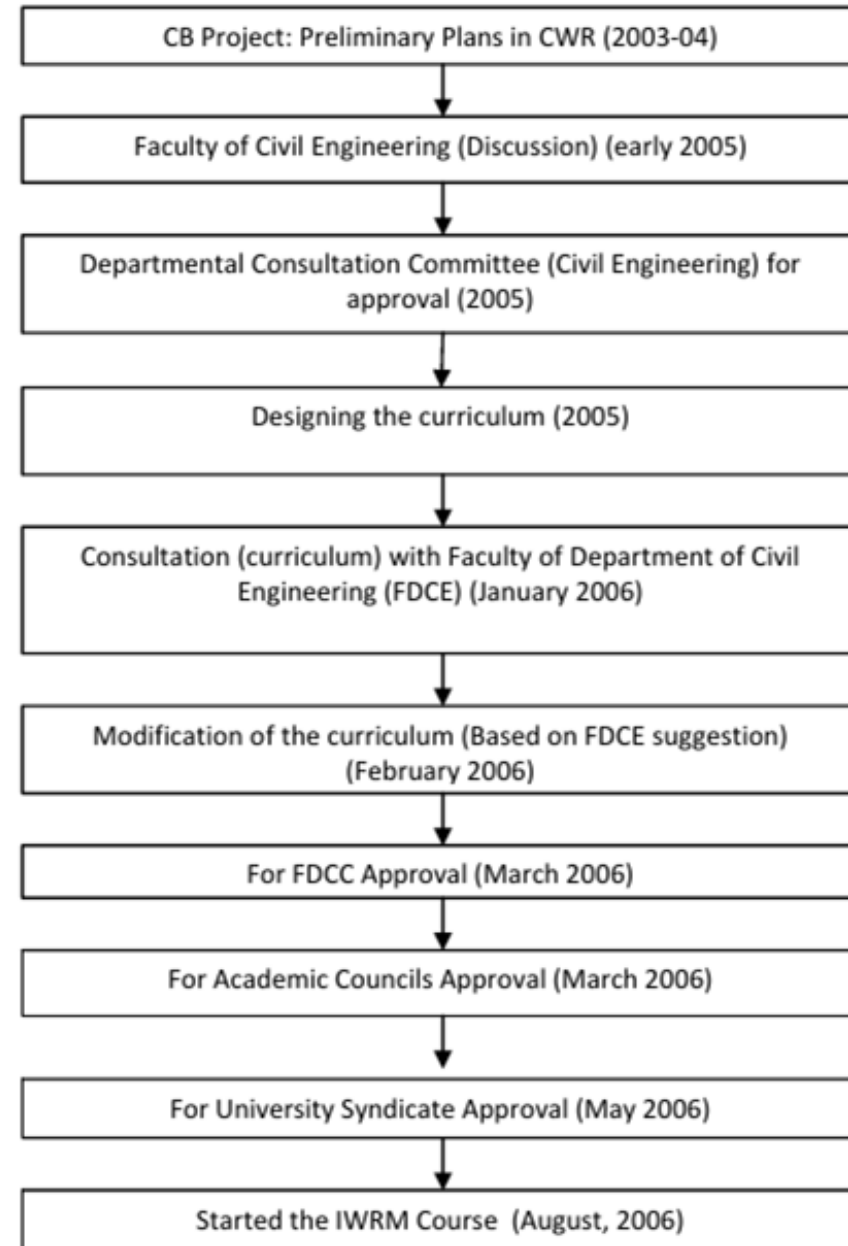 CB Project: Preliminary Plans in CWR (2003-04)
Faculty of Civil Engineering (Discussion) (early 2005)
Departmental Consultation Committee (Civil Engineering) for
approval (2005)
Designing the curriculum (2005)
Consultation (curriculum) with Faculty of Department of Civil
Engineering (FDCE) (January 2006)
Modification of the curriculum (Based on FDCE suggestion)
(February 2006)
For FDCC Approval (March 2006)
For Academic Councils Approval (March 2006)
For University Syndicate Approval (May 2006)
Started the IWRM Course (August, 2006)